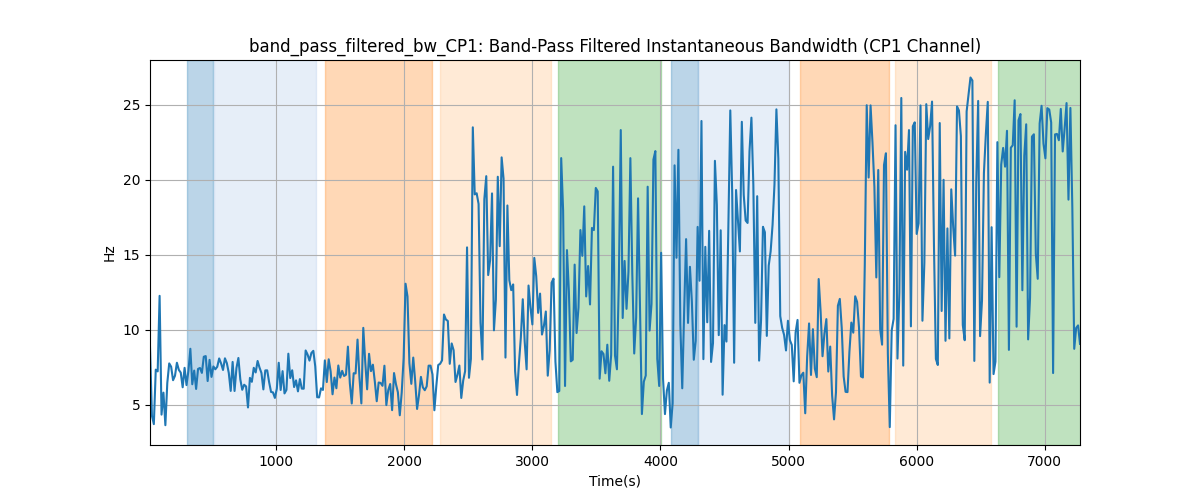 band_pass_filtered_bw_CP1: Band-Pass Filtered Instantaneous Bandwidth (CP1 Channel)
25
20
15
10
5
Hz
1000 2000 3000 4000 5000 6000 7000
Time(s)